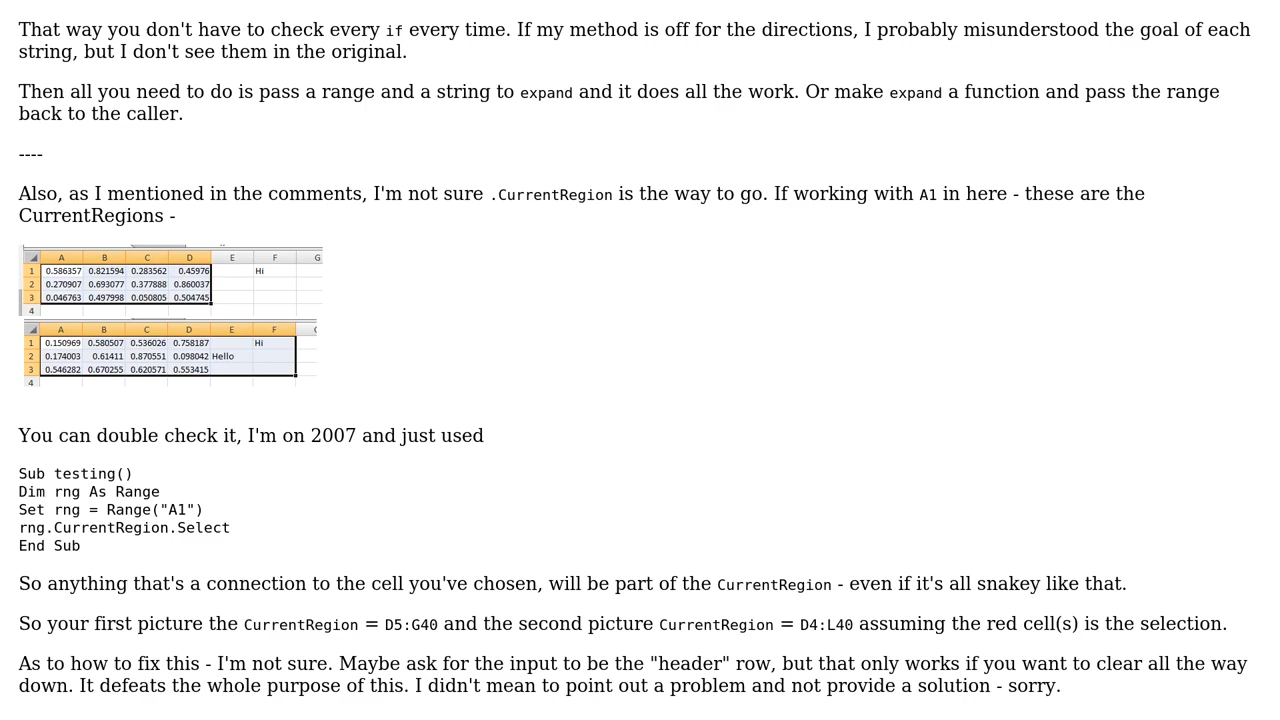 That way you don't have to check every if every time. If my method is off for the directions, I probably misunderstood the goal of each
string, but I don't see them in the original.
Then all you need to do is pass a range and a string to expand and it does all the work. Or make expand a function and pass the range
back to the caller.
----
Also, as I mentioned in the comments, I'm not sure .CurrentRegion is the way to go. If working with A1 in here - these are the
CurrentRegions -
A B C D E F G
1 0.586357 0.821594 0.283562 0.45976 Hi
2 0.270907 0.693077 0.377888 0.860037
3 0.046763 0.497998 0.050805 0.504745
4
A B C D E F
1 0.150969 0.580507 0.536026 0.758187 Hi
2 0.174003 0.61411 0.870551 0.098042 Hello
3 0.546282 0.670255 0.620571 0.553415
4
You can double check it, I'm on 2007 and just used
Sub testing()
Dim rng As Range
Set rng = Range("A1")
rng.CurrentRegion.Select
End Sub
So anything that's a connection to the cell you've chosen, will be part of the CurrentRegion - even if it's all snakey like that.
So your first picture the CurrentRegion = D5:G40 and the second picture CurrentRegion = D4:L40 assuming the red cell(s) is the selection.
As to how to fix this - I'm not sure. Maybe ask for the input to be the "header" row, but that only works if you want to clear all the way
down. It defeats the whole purpose of this. I didn't mean to point out a problem and not provide a solution - sorry.